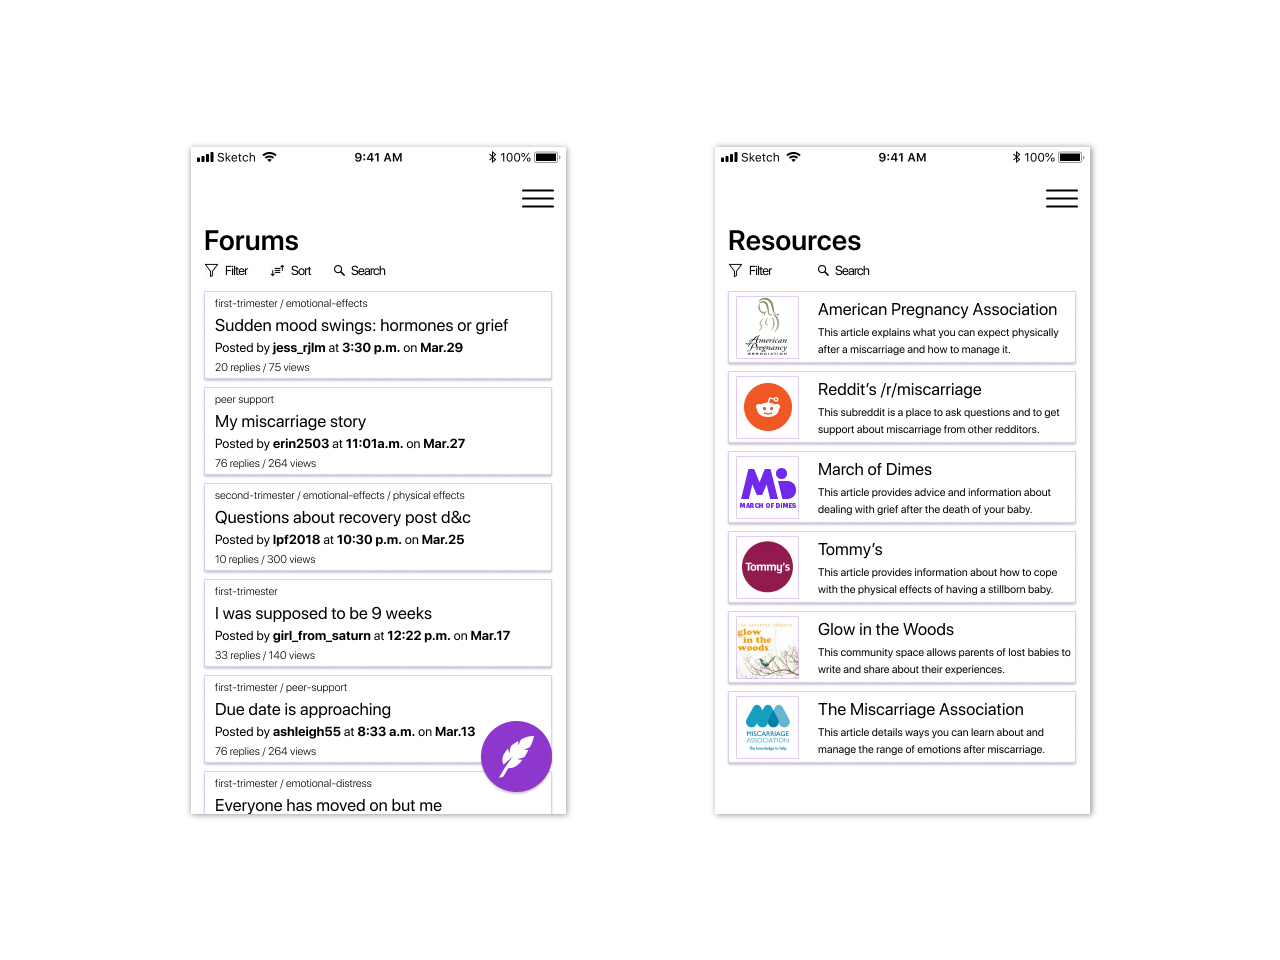 Sketch 9:41 AM 100%
Forums
Filter Sort Search
first-trimester / emotional-effects
Sudden mood swings: hormones or grief
Posted by jess_rjlm at 3:30 p.m. on Mar.29
20 replies / 75 views
peer support
My miscarriage story
Posted by erin2503 at 11:01a.m. on Mar.27
76 replies / 264 views
second-trimester / emotional-effects / physical effects
Questions about recovery post d&c
Posted by lpf2018 at 10:30 p.m. on Mar.25
10 replies / 300 views
first-trimester
I was supposed to be 9 weeks
Posted by girl_from_saturn at 12:22 p.m. on Mar.17
33 replies / 140 views
first-trimester / peer-support
Due date is approaching
Posted by ashleigh55 at 8:33 a.m. on Mar.13
76 replies / 264 views
first-trimester / emotional-distress
Everyone has moved on but me
Sketch 9:41 AM 100%
Resources
Filter Search
American
Pregnancy
ASSOCIATION
American Pregnancy Association
This article explains what you can expect physically
after a miscarriage and how to manage it.
Reddit’s /r/miscarriage
This subreddit is a place to ask questions and to get
support about miscarriage from other redditors.
MARCH OF DIMES
March of Dimes
This article provides advice and information about
dealing with grief after the death of your baby.
Tommy's
Tommy’s
This article provides information about how to cope
with the physical effects of having a stillborn baby.
glow
in the
woods
Glow in the Woods
This community space allows parents of lost babies to
write and share about their experiences.
MISCARRIAGE
ASSOCIATION
The knowledge to help
The Miscarriage Association
This article details ways you can learn about and
manage the range of emotions after miscarriage.